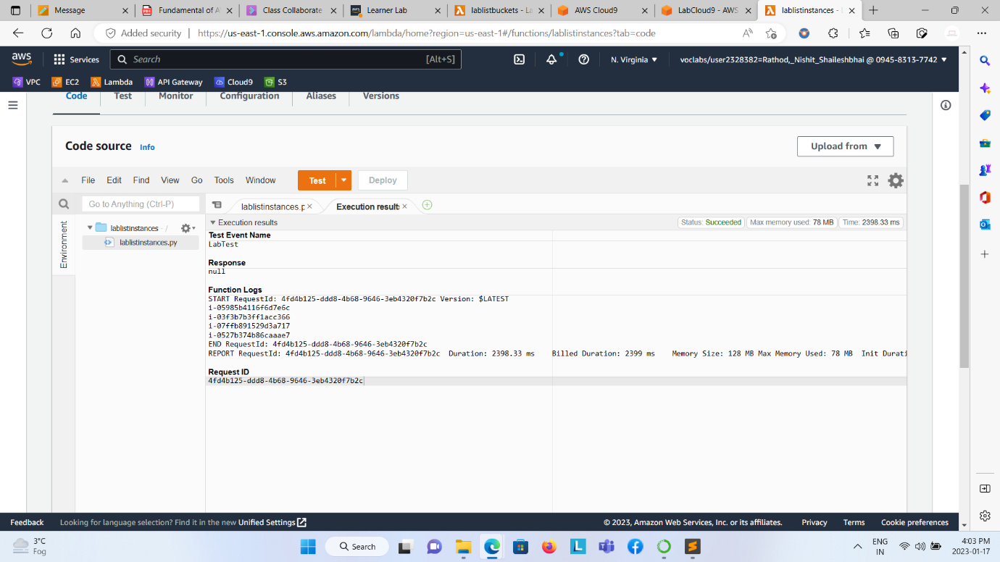 Message
Fundamental of A
Class Collaborate
Learner Lab
lablistbuckets - La
AWS Cloud9
LabCloud9 - AWS
lablistinstances - L
Added security
https://us-east-1.console.aws.amazon.com/lambda/home?region=us-east-1#/functions/lablistinstances?tab=code
aws
Services
Search
[Alt+S]
N. Virginia
voclabs/user2328382=Rathod,_Nishit_Shaileshbhai @ 0945-8313-7742
VPC
EC2
Lambda
API Gateway
Cloud9
S3
Code
Test
Monitor
Configuration
Aliases
Versions
Code source Info
Upload from
File Edit Find View Go Tools Window
Test
Deploy
Go to Anything (Ctrl-P)
lablistinstances.p
Execution results
Environment
lablistinstances - /
lablistinstances.py
Execution results
Status: Succeeded
Max memory used: 78 MB
Time: 2398.33 ms
Test Event Name
LabTest
Response
null
Function Logs
START RequestId: 4fd4b125-ddd8-4b68-9646-3eb4320f7b2c Version: $LATEST
i-05985b4116f6d7e6c
i-03f3b7b3ff1acc366
i-07ffb891529d3a717
i-0527b374b86caaae7
END RequestId: 4fd4b125-ddd8-4b68-9646-3eb4320f7b2c
REPORT RequestId: 4fd4b125-ddd8-4b68-9646-3eb4320f7b2c Duration: 2398.33 ms Billed Duration: 2399 ms Memory Size: 128 MB Max Memory Used: 78 MB Init Durati
Request ID
4fd4b125-ddd8-4b68-9646-3eb4320f7b2c
Feedback
Looking for language selection? Find it in the new Unified Settings
© 2023, Amazon Web Services, Inc. or its affiliates.
Privacy
Terms
Cookie preferences
3°C
Fog
Search
ENG
IN
4:03 PM
2023-01-17